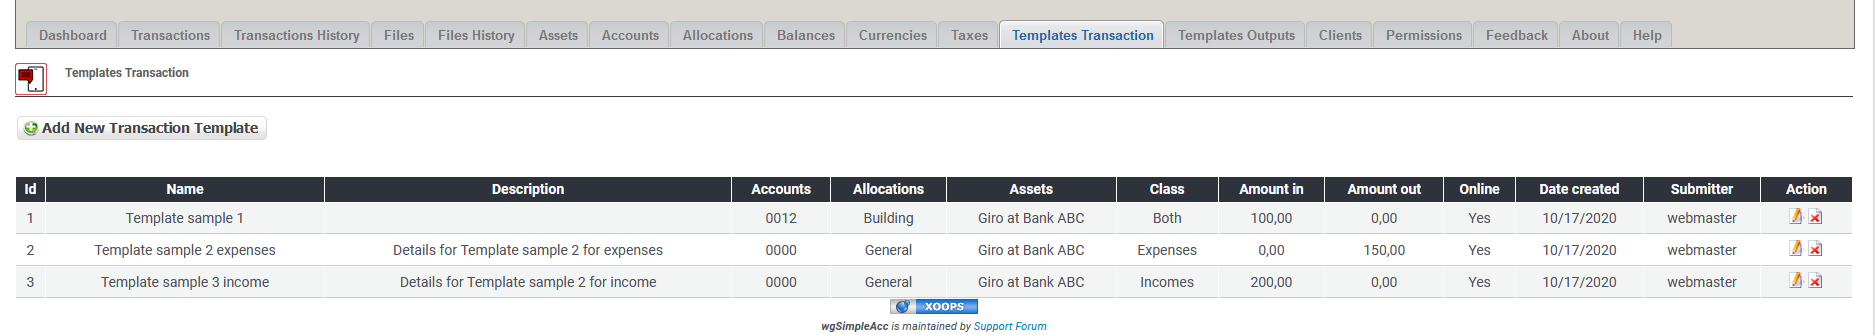 Dashboard Transactions Transactions History Files Files History Assets Accounts Allocations Balances Currencies Taxes Templates Transaction Templates Outputs Clients Permissions Feedback About Help
Templates Transaction
Add New Transaction Template
Id Name Description Accounts Allocations Assets Class Amount in Amount out Online Date created Submitter Action
1 Template sample 1 0012 Building Giro at Bank ABC Both 100,00 0,00 Yes 10/17/2020 webmaster
2 Template sample 2 expenses Details for Template sample 2 for expenses 0000 General Giro at Bank ABC Expenses 0,00 150,00 Yes 10/17/2020 webmaster
3 Template sample 3 income Details for Template sample 2 for income 0000 General Giro at Bank ABC Incomes 200,00 0,00 Yes 10/17/2020 webmaster
XOOPS
wgSimpleAcc is maintained by Support Forum